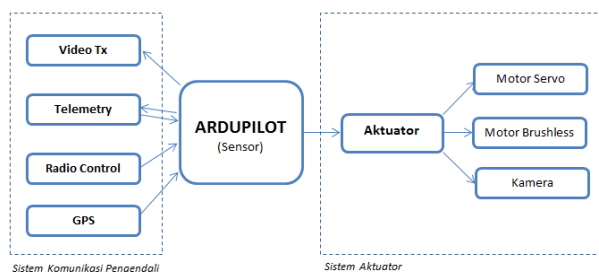 Video Tx
Telemetry
Radio Control
GPS
Sistem Komunikasi Pengendali
ARDUPILOT
(Sensor)
Aktuator
Motor Servo
Motor Brushless
Kamera
Sistem Aktuator